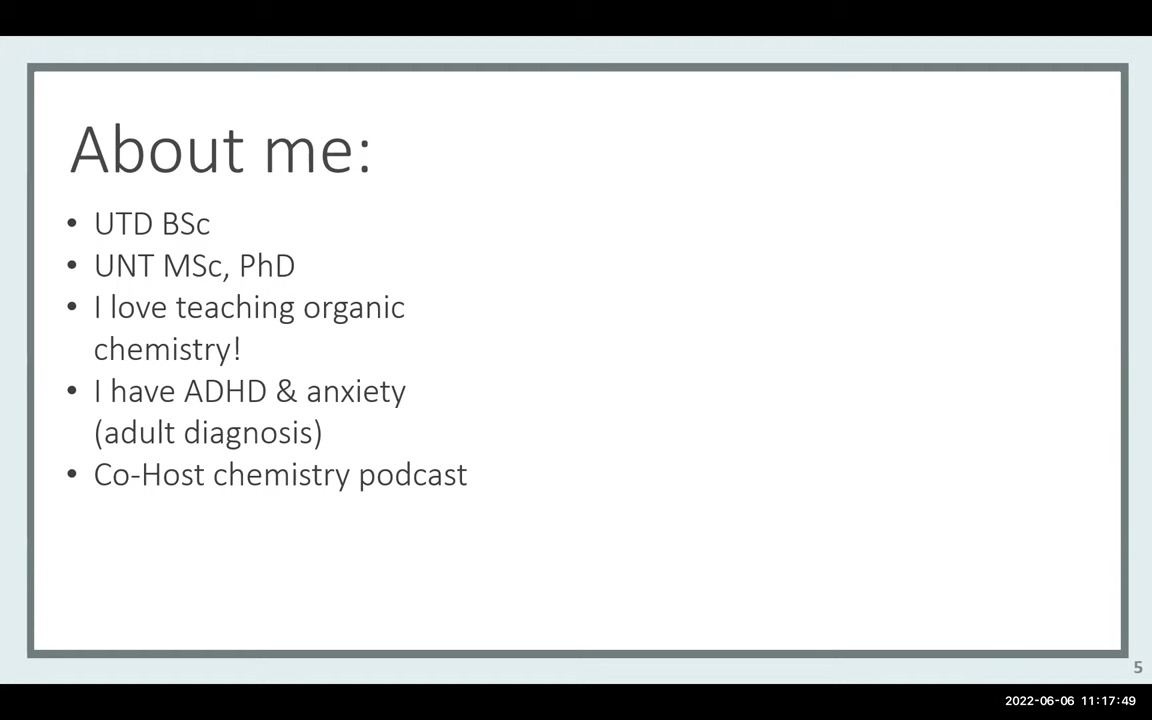 About me:
• UTD BSc
• UNT MSc, PhD
• I love teaching organic
chemistry!
• I have ADHD & anxiety
(adult diagnosis)
• Co-Host chemistry podcast
5
2022-06-06 11:17:49